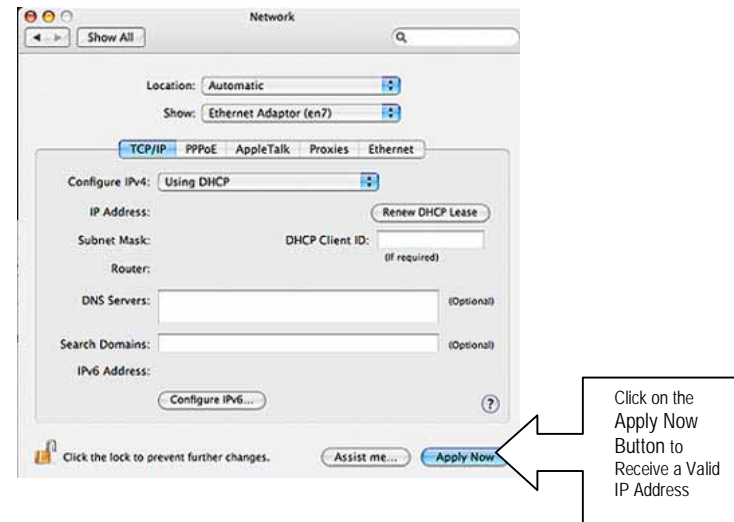 Network
Show All
Location: Automatic
Show: Ethernet Adaptor (en7)
TCP/IP PPPoE AppleTalk Proxies Ethernet
Configure IPv4: Using DHCP
IP Address: Renew DHCP Lease
Subnet Mask: DHCP Client ID:
(If required)
Router:
DNS Servers: (Optional)
Search Domains: (Optional)
IPv6 Address:
Configure IPv6... ?
Click the lock to prevent further changes. Assist me... Apply Now
Click on the
Apply Now
Button to
Receive a Valid
IP Address